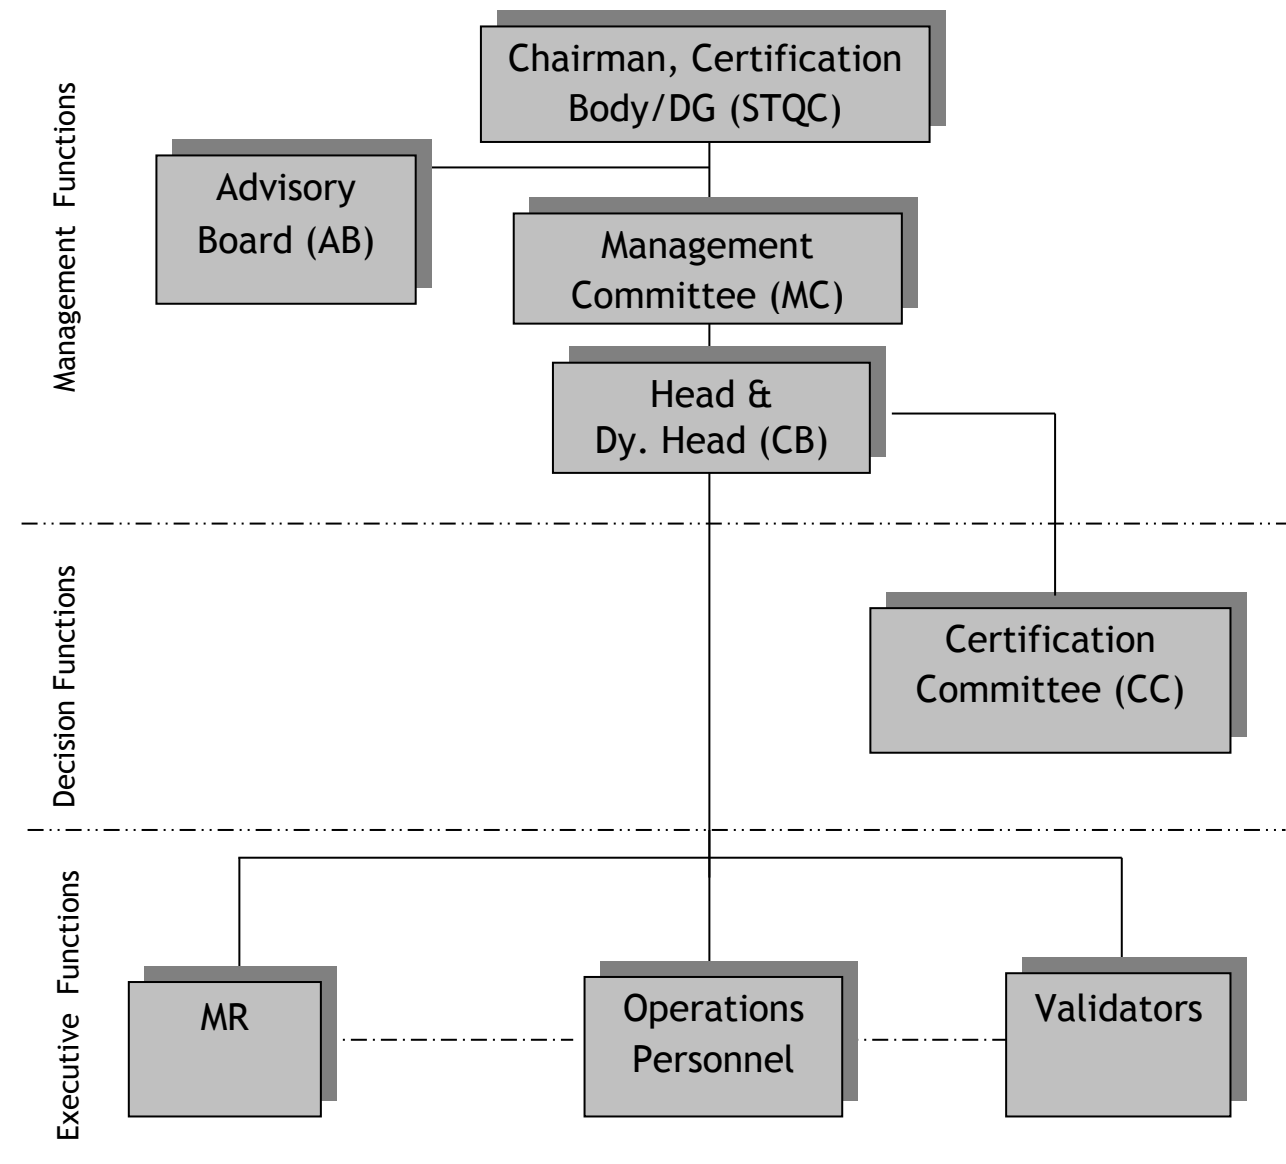 Management Functions
Chairman, Certification
Body/DG (STQC)
Advisory
Board (AB)
Management
Committee (MC)
Head &
Dy. Head (CB)
Decision Functions
Certification
Committee (CC)
Executive Functions
MR
Operations
Personnel
Validators